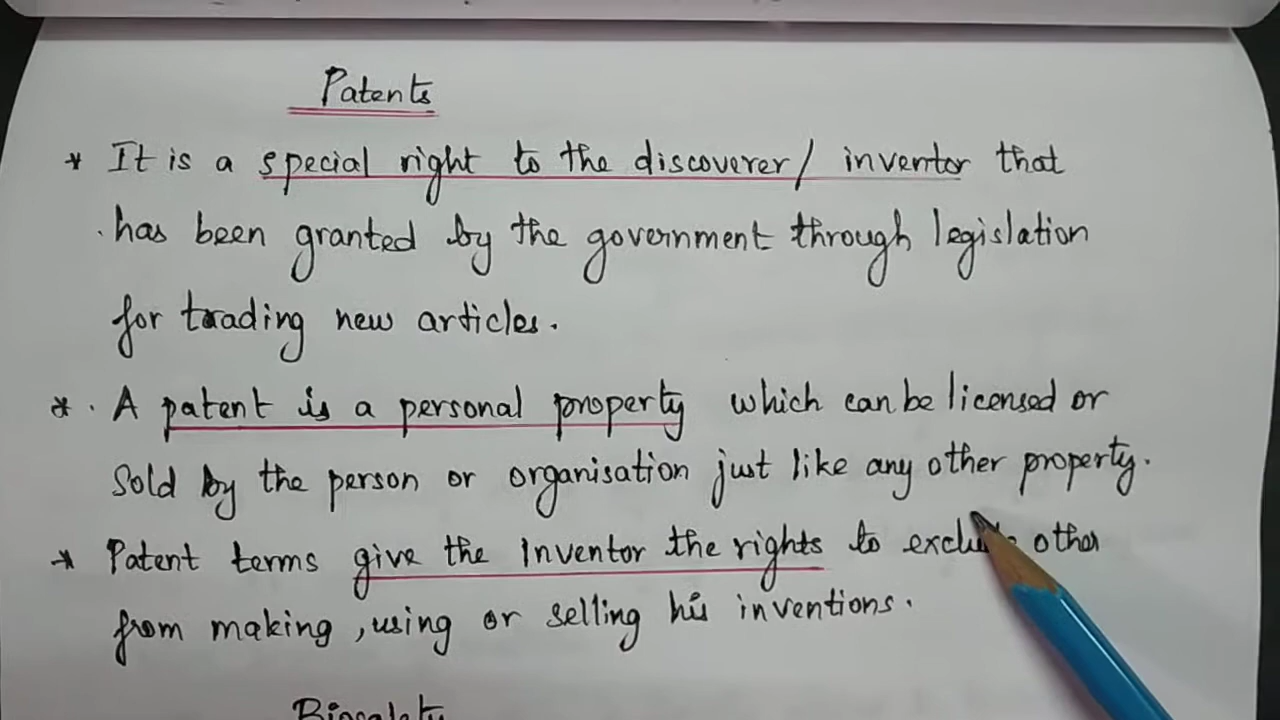 Patents
* It is a special right to the discoverer/ inventor that
has been granted by the government through legislation
for trading new articles.
* A patent is a personal property which can be licensed or
Sold by the person or organisation just like any other property.
* Patent terms give the Inventor the rights to other
from making, using or selling his inventions.